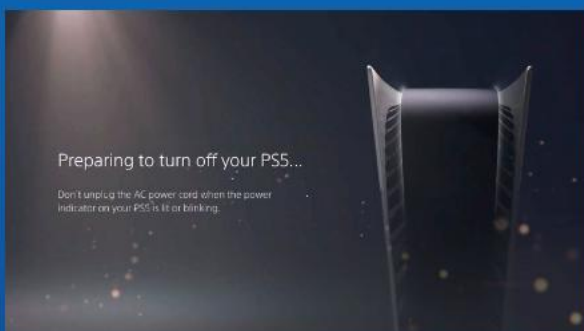 Preparing to turn off your PS5...
Don't unplug the AC power cord when the power
indicator on your PS5 is lit or blinking.